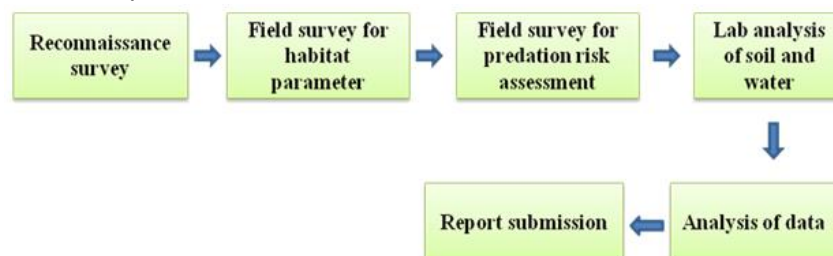 Reconnaissance
survey
Field survey for
habitat
parameter
Field survey for
predation risk
assessment
Lab analysis
of soil and
water
Analysis of data
Report submission